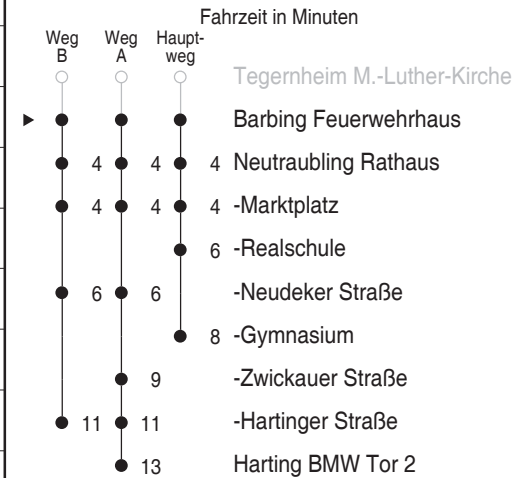 Fahrzeit in Minuten
Weg B Weg A Haupt-weg
Tegernheim M.-Luther-Kirche
Barbing Feuerwehrhaus
4 4 4 Neutraubling Rathaus
4 4 4 -Marktplatz
6 -Realschule
6 6 -Neudeker Straße
8 -Gymnasium
9 -Zwickauer Straße
11 11 -Hartinger Straße
13 Harting BMW Tor 2